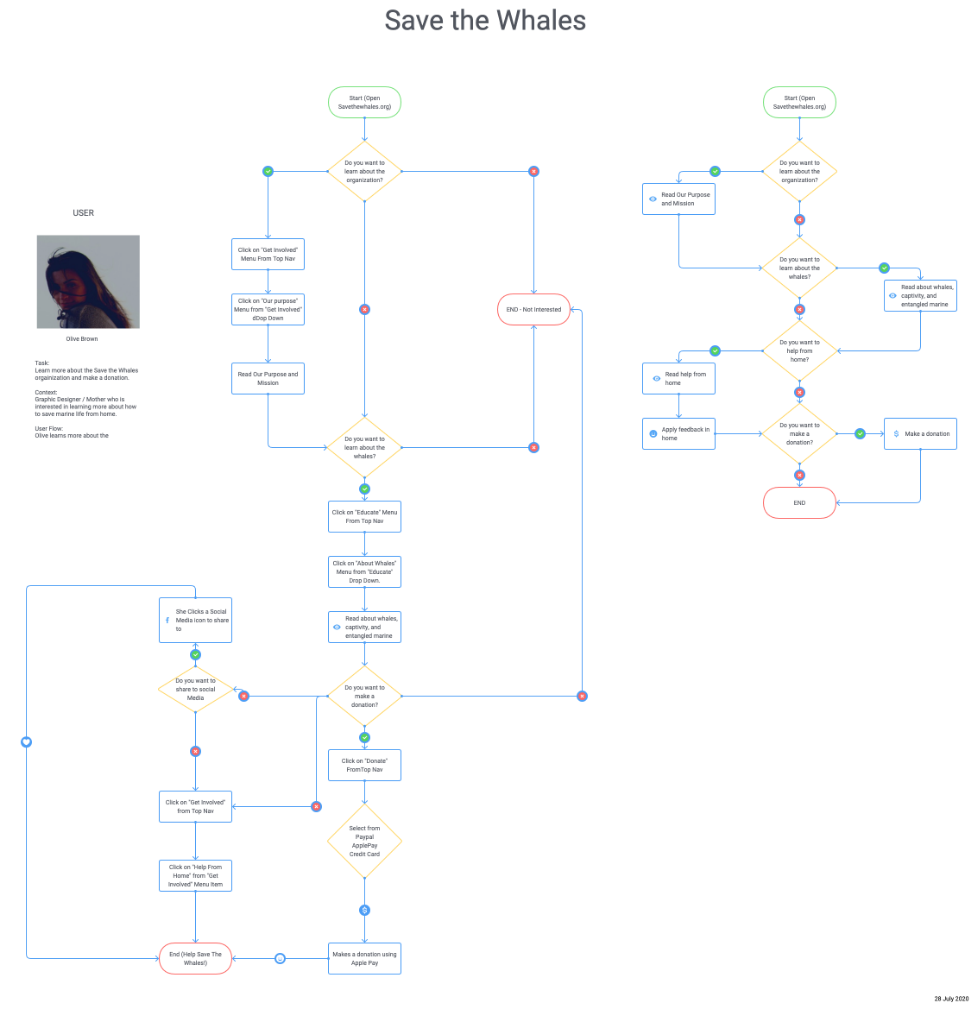 Save the Whales
USER
Olive Brown
Task:
Learn more about the Save the Whales
orgainization and make a donation.
Context:
Graphic Designer / Mother who is
interested in learning more about how
to save marine life from home.
User Flow:
Olive learns more about the
Start (Open
Savethewhales.org)
Do you want to
learn about the
organization?
Click on "Get Involved"
Menu From Top Nav
Click on "Our purpose"
Menu from "Get Involved"
dDop Down
Read Our Purpose and
Mission
END - Not Interested
Do you want to
learn about the
whales?
Click on "Educate" Menu
From Top Nav
Click on "About Whales"
Menu from "Educate"
Drop Down.
Read about whales,
captivity, and
entangled marine
Do you want to
make a
donation?
She Clicks a Social
Media icon to share
to
Do you want to
share to social
Media
Click on "Get Involved"
from Top Nav
Click on "Help From
Home" from "Get
Involved" Menu Item
End (Help Save The
Whales!)
Click on "Donate"
FromTop Nav
Select from
Paypal
ApplePay
Credit Card
Makes a donation using
Apple Pay
Start (Open
Savethewhales.org)
Do you want to
learn about the
organization?
Read Our Purpose
and Mission
Do you want to
learn about the
whales?
Read about whales,
captivity, and
entangled marine
Do you want to
help from
home?
Read help from
home
Apply feedback in
home
Do you want to
make a
donation?
$ Make a donation
END
28 July 2020